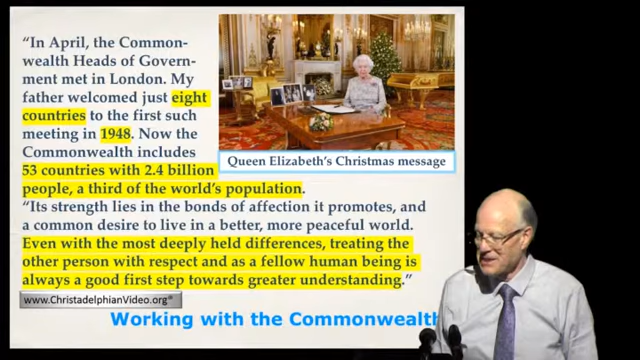 “In April, the Common-
wealth Heads of Govern-
ment met in London. My
father welcomed just eight
countries to the first such
meeting in 1948. Now the
Commonwealth includes
53 countries with 2.4 billion
people, a third of the world’s population.
“Its strength lies in the bonds of affection it promotes, and
a common desire to live in a better, more peaceful world.
Even with the most deeply held differences, treating the
other person with respect and as a fellow human being is
always a good first step towards greater understanding.”
Queen Elizabeth’s Christmas message
www.ChristadelphianVideo.org®
Working with the Commonwealth